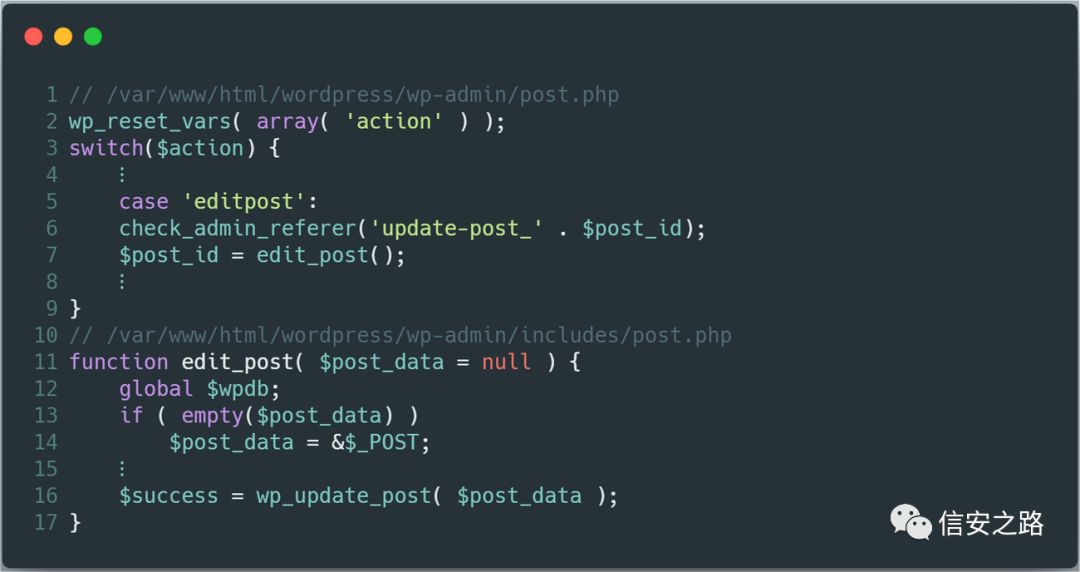 1 // /var/www/html/wordpress/wp-admin/post.php
2 wp_reset_vars( array( 'action' ) );
3 switch($action) {
4     ⋮
5     case 'editpost':
6     check_admin_referer('update-post_' . $post_id);
7     $post_id = edit_post();
8     ⋮
9 }
10 // /var/www/html/wordpress/wp-admin/includes/post.php
11 function edit_post( $post_data = null ) {
12     global $wpdb;
13     if ( empty($post_data) )
14         $post_data = &$_POST;
15     ⋮
16     $success = wp_update_post( $post_data );
17 }
信安之路